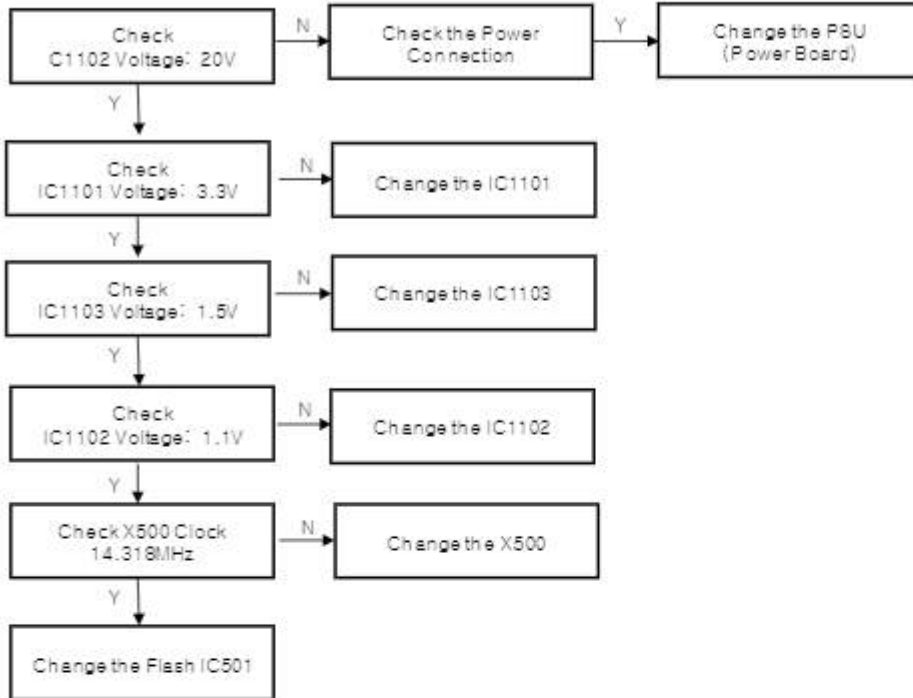 Check
C1102 Voltage: 20V
N
Check the Power
Connection
Y
Change the PSU
(Power Board)
Y
Check
IC1101 Voltage: 3.3V
N
Change the IC1101
Y
Check
IC1103 Voltage: 1.5V
N
Change the IC1103
Y
Check
IC1102 Voltage: 1.1V
N
Change the IC1102
Y
Check X500 Clock
14.318MHz
N
Change the X500
Y
Change the Flash IC501